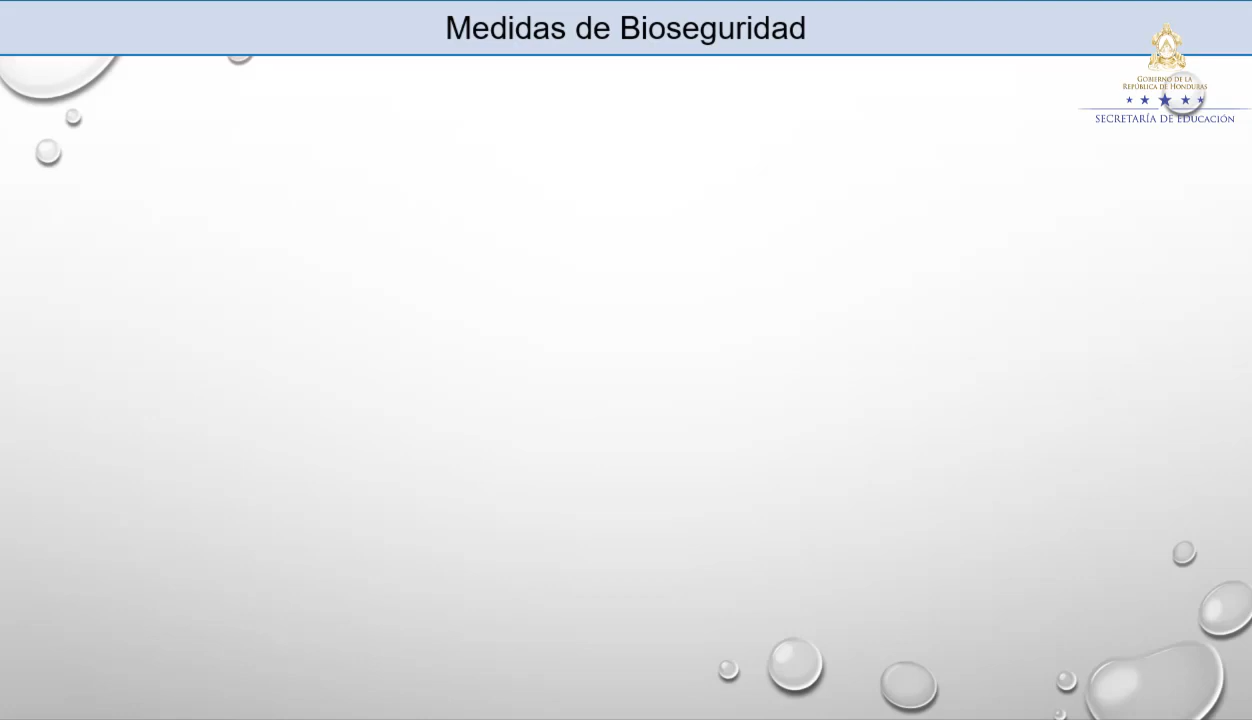 Medidas de Bioseguridad
GOBIERNO DE LA
REPÚBLICA DE HONDURAS
SECRETARÍA DE EDUCACIÓN